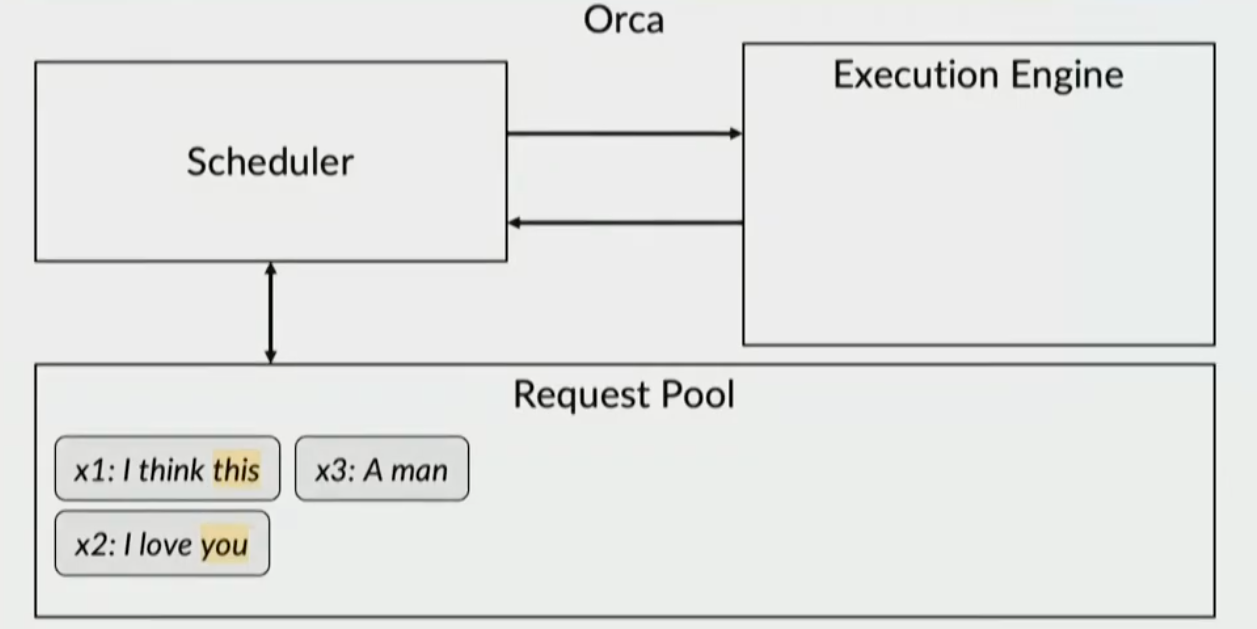 Orca
Execution Engine
Scheduler
Request Pool
x1: I think this
x3: A man
x2: I love you